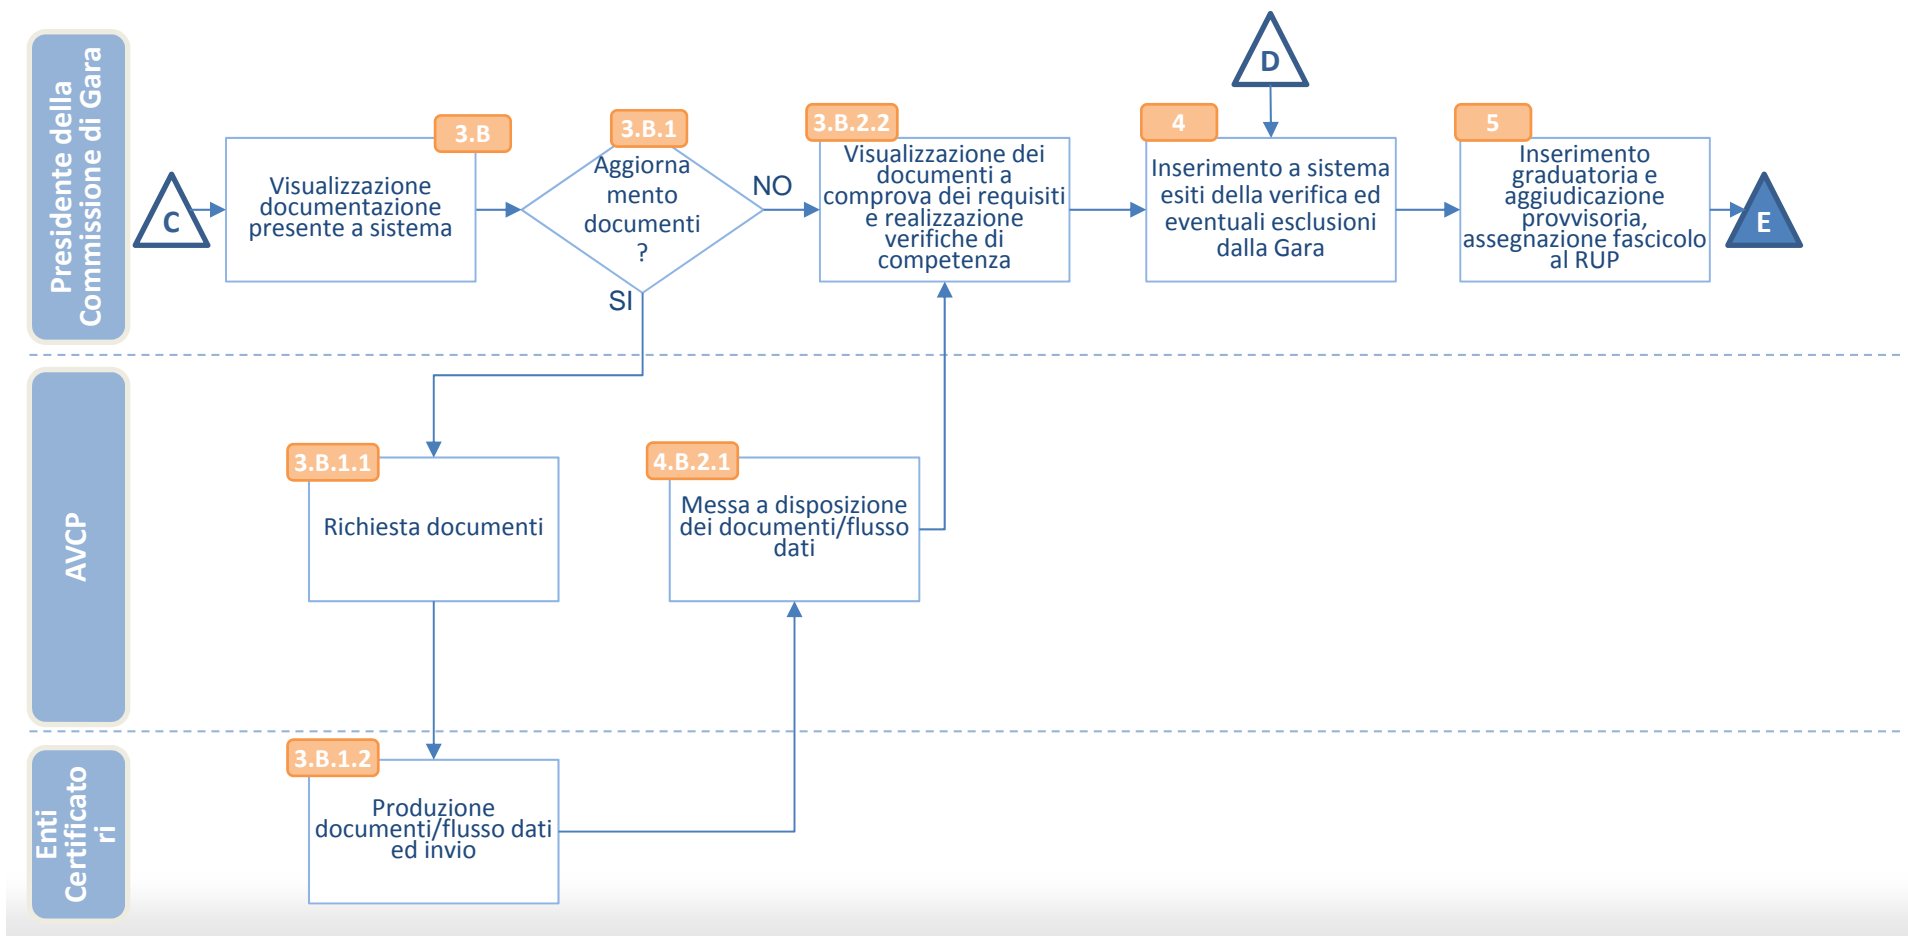 Presidente della
Commissione di Gara
C
3.B
Visualizzazione
documentazione
presente a sistema
3.B.1
Aggiorna
mento
documenti
?
NO
SI
3.B.2.2
Visualizzazione dei
documenti a
comprova dei requisiti
e realizzazione
verifiche di
competenza
D
4
Inserimento a sistema
esiti della verifica ed
eventuali esclusioni
dalla Gara
5
Inserimento
graduatoria e
aggiudicazione
provvisoria,
assegnazione fascicolo
al RUP
E
AVCP
3.B.1.1
Richiesta documenti
4.B.2.1
Messa a disposizione
dei documenti/flusso
dati
Enti
Certificato
ri
3.B.1.2
Produzione
documenti/flusso dati
ed invio